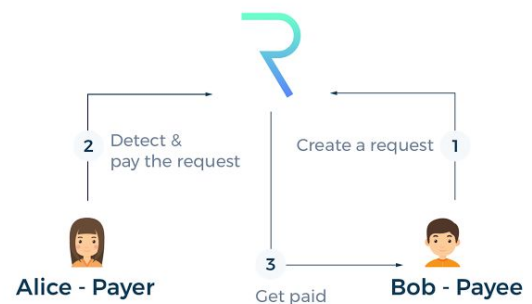 2
Detect &
pay the request
Create a request
1
Alice - Payer
3
Get paid
Bob - Payee